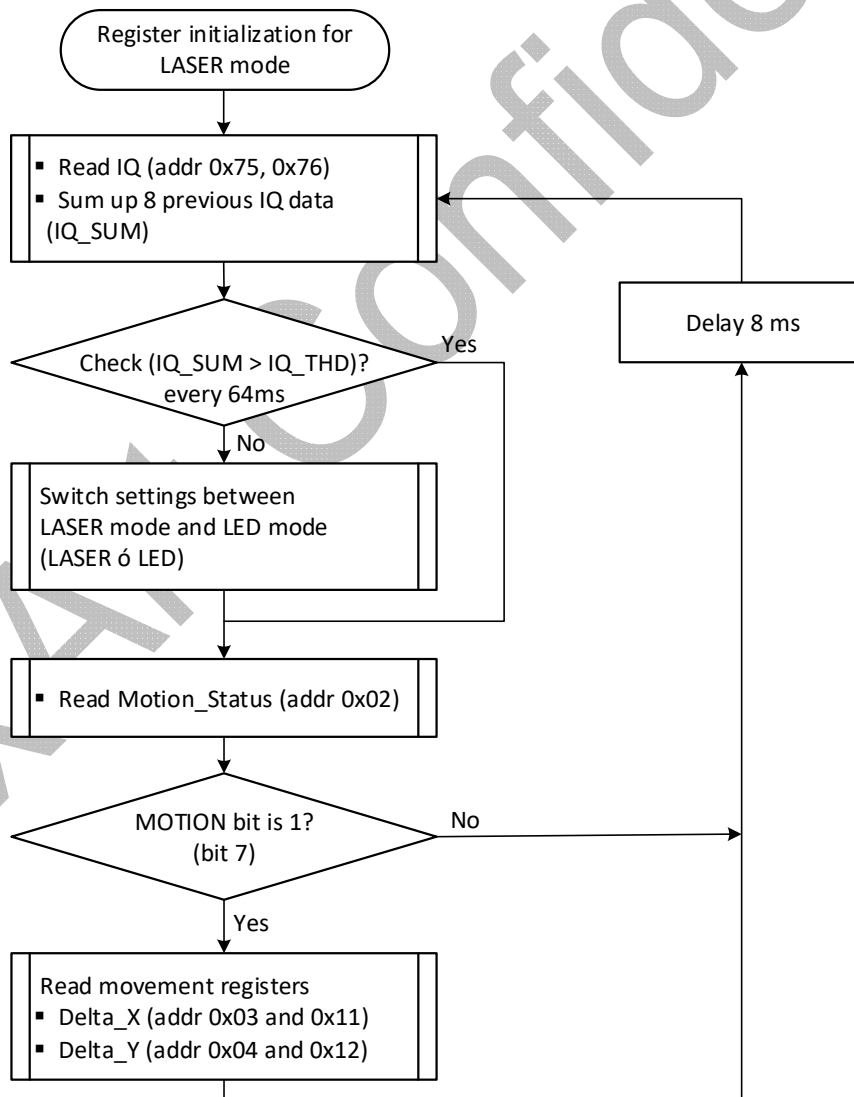 Register initialization for
LASER mode
▪ Read IQ (addr 0x75, 0x76)
▪ Sum up 8 previous IQ data
(IQ_SUM)
Delay 8 ms
Check (IQ_SUM > IQ_THD)?
every 64ms
Yes
No
Switch settings between
LASER mode and LED mode
(LASER ó LED)
▪ Read Motion_Status (addr 0x02)
MOTION bit is 1?
(bit 7)
No
Yes
Read movement registers
▪ Delta_X (addr 0x03 and 0x11)
▪ Delta_Y (addr 0x04 and 0x12)